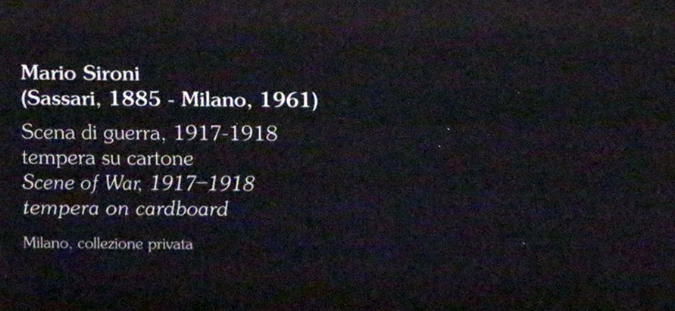 Mario Sironi
(Sassari, 1885 - Milano, 1961)
Scena di guerra, 1917-1918
tempera su cartone
Scene of War, 1917–1918
tempera on cardboard
Milano, collezione privata